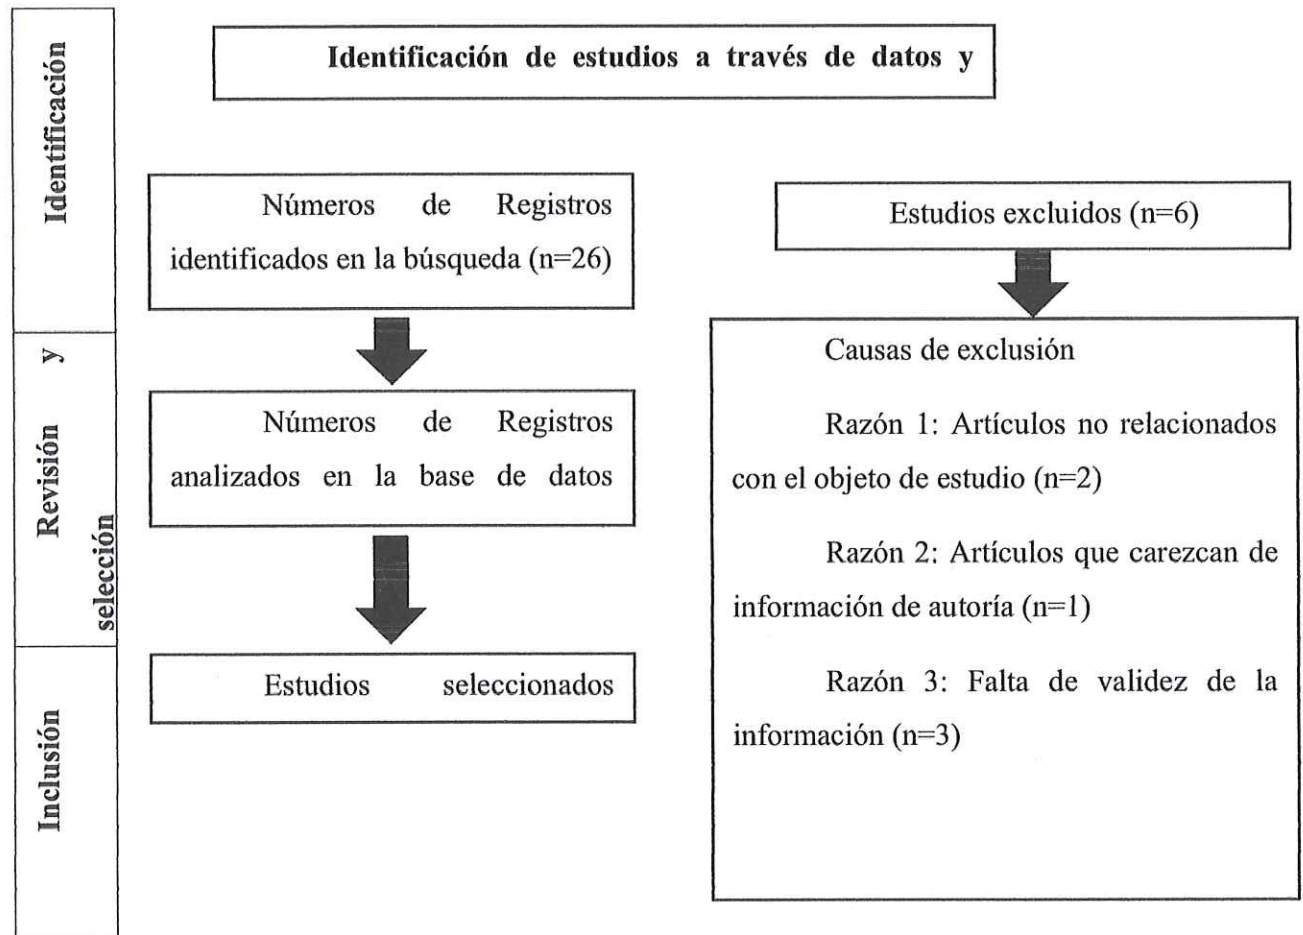 Identificación
Identificación de estudios a través de datos y
Números de Registros
identificados en la búsqueda (n=26)
Estudios excluidos (n=6)
Revisión y
selección
Números de Registros
analizados en la base de datos
Causas de exclusión
Razón 1: Artículos no relacionados
con el objeto de estudio (n=2)
Razón 2: Artículos que carezcan de
información de autoría (n=1)
Razón 3: Falta de validez de la
información (n=3)
Inclusión
Estudios seleccionados